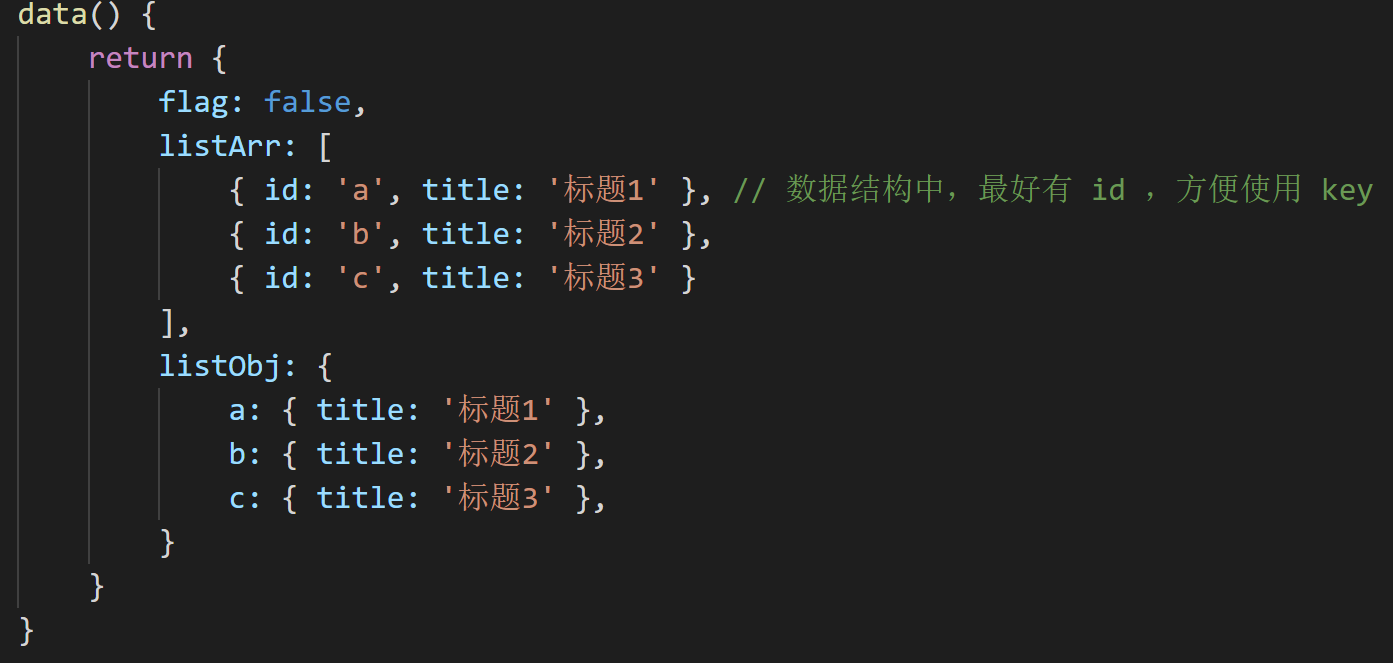 data() {
    return {
        flag: false,
        listArr: [
            { id: 'a', title: '标题1' }, // 数据结构中，最好有 id ，方便使用 key
            { id: 'b', title: '标题2' },
            { id: 'c', title: '标题3' }
        ],
        listObj: {
            a: { title: '标题1' },
            b: { title: '标题2' },
            c: { title: '标题3' },
        }
    }
}